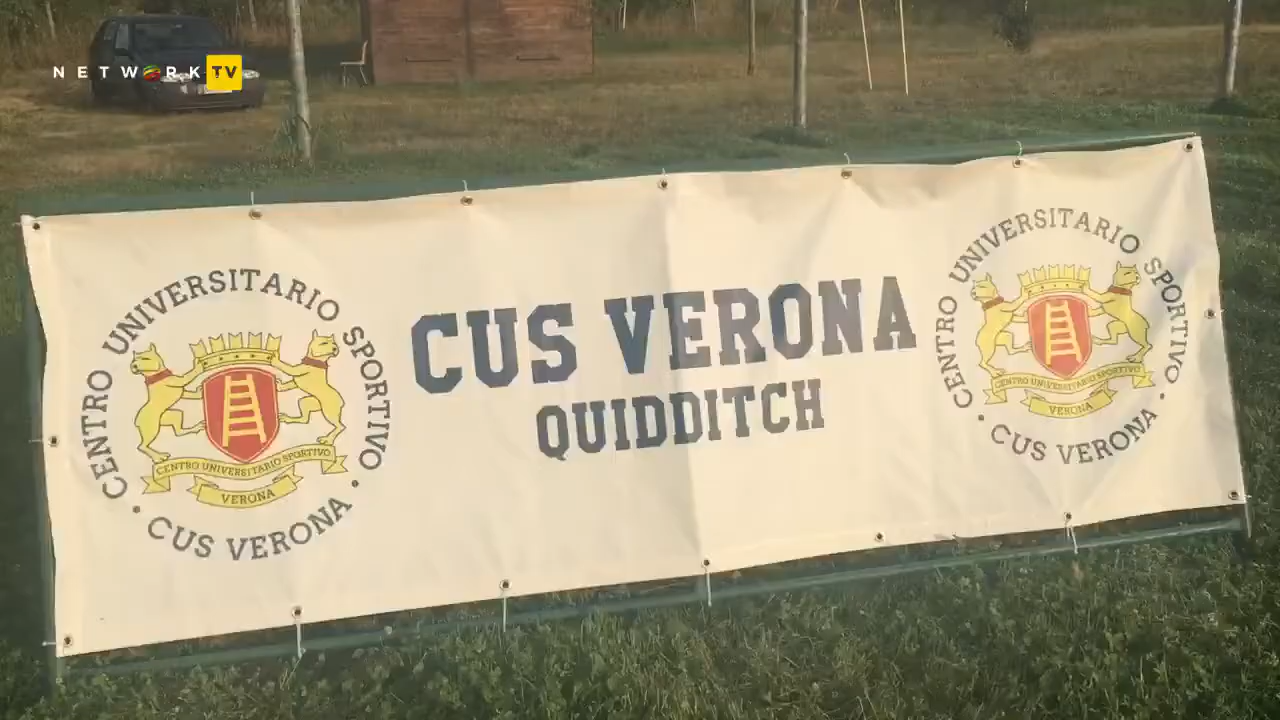 NETWORK TV
CENTRO UNIVERSITARIO SPORTIVO
CENTRO UNIVERSITARIO SPORTIVO
VERONA
• CUS VERONA •
CUS VERONA
QUIDDITCH
CENTRO UNIVERSITARIO SPORTIVO
CENTRO UNIVERSITARIO SPORTIVO
VERONA
• CUS VERONA •